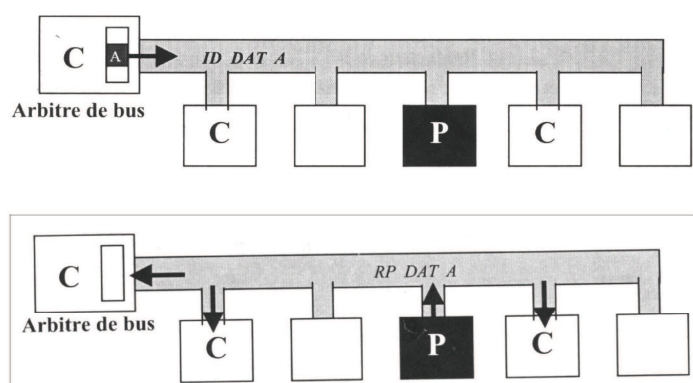 C A ID DAT A
Arbitre de bus
C P C
C RP DAT A
Arbitre de bus
C P C